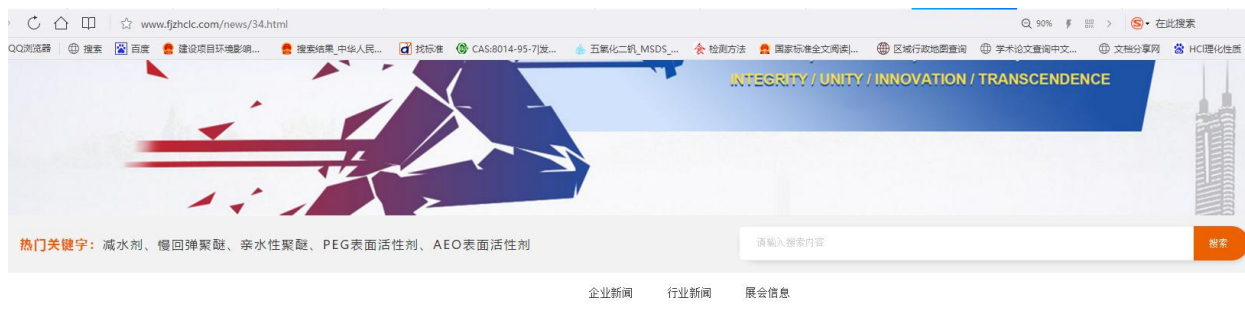 www.fjzhclc.com/news/34.html 90% 在此搜索
QQ浏览器 搜索 百度 建设项目环境影响... 搜索结果_中华人民... 找标准 CAS:8014-95-7|发... 五氧化二钒_MSDS_... 检测方法 国家标准全文阅读|... 区域行政地图查询 学术论文查询中文... 文档分享网 HCl理化性质
INTEGRITY / UNITY / INNOVATION / TRANSCENDENCE
热门关键字：减水剂、慢回弹聚醚、亲水性聚醚、PEG表面活性剂、AEO表面活性剂 请输入搜索内容 搜索
企业新闻 行业新闻 展会信息